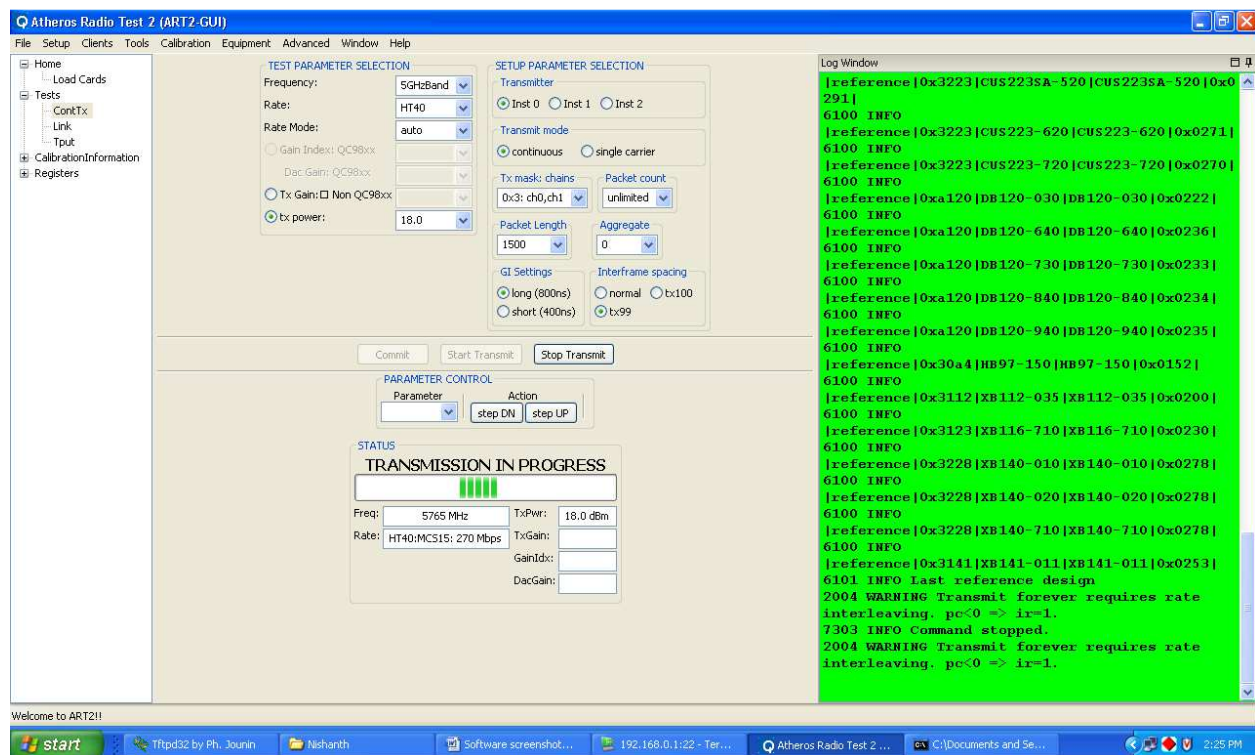 Atheros Radio Test 2 (ART2-GUI)
File Setup Clients Tools Calibration Equipment Advanced Window Help
Home
Load Cards
Tests
ContTx
Link
Tput
CalibrationInformation
Registers
TEST PARAMETER SELECTION
Frequency: 5GHzBand
Rate: HT40
Rate Mode: auto
Gain Index: QC98xx
Dac Gain: QC98xx
Tx Gain: Non QC98xx
tx power: 18.0
SETUP PARAMETER SELECTION
Transmitter
Inst 0 Inst 1 Inst 2
Transmit mode
continuous single carrier
Tx mask: chains Packet count
0x3: ch0,ch1 unlimited
Packet Length Aggregate
1500 0
GI Settings Interframe spacing
long (800ns) normal tx100
short (400ns) tx99
Commit Start Transmit Stop Transmit
PARAMETER CONTROL
Parameter Action
step DN step UP
STATUS
TRANSMISSION IN PROGRESS
Freq: 5765 MHz TxPwr: 18.0 dBm
Rate: HT40:MCS15: 270 Mbps TxGain:
GainIdx:
DacGain:
Log Window
|reference|0x3223|CUS223SA-520|CUS223SA-520|0x0
291|
6100 INFO
|reference|0x3223|CUS223-620|CUS223-620|0x0271|
6100 INFO
|reference|0x3223|CUS223-720|CUS223-720|0x0270|
6100 INFO
|reference|0xa120|DB120-030|DB120-030|0x0222|
6100 INFO
|reference|0xa120|DB120-640|DB120-640|0x0236|
6100 INFO
|reference|0xa120|DB120-730|DB120-730|0x0233|
6100 INFO
|reference|0xa120|DB120-840|DB120-840|0x0234|
6100 INFO
|reference|0xa120|DB120-940|DB120-940|0x0235|
6100 INFO
|reference|0x30a4|HB97-150|HB97-150|0x0152|
6100 INFO
|reference|0x3112|XB112-035|XB112-035|0x0200|
6100 INFO
|reference|0x3123|XB116-710|XB116-710|0x0230|
6100 INFO
|reference|0x3228|XB140-010|XB140-010|0x0278|
6100 INFO
|reference|0x3228|XB140-020|XB140-020|0x0278|
6100 INFO
|reference|0x3228|XB140-710|XB140-710|0x0278|
6100 INFO
|reference|0x3141|XB141-011|XB141-011|0x0253|
6101 INFO Last reference design
2004 WARNING Transmit forever requires rate
interleaving. pc<0 => ir=1.
7303 INFO Command stopped.
2004 WARNING Transmit forever requires rate
interleaving. pc<0 => ir=1.
Welcome to ART2!!
start Tftpd32 by Ph. Jounin Nishanth Software screenshot... 192.168.0.1:22 - Ter... Atheros Radio Test 2 ... C:\Documents and Se... 2:25 PM